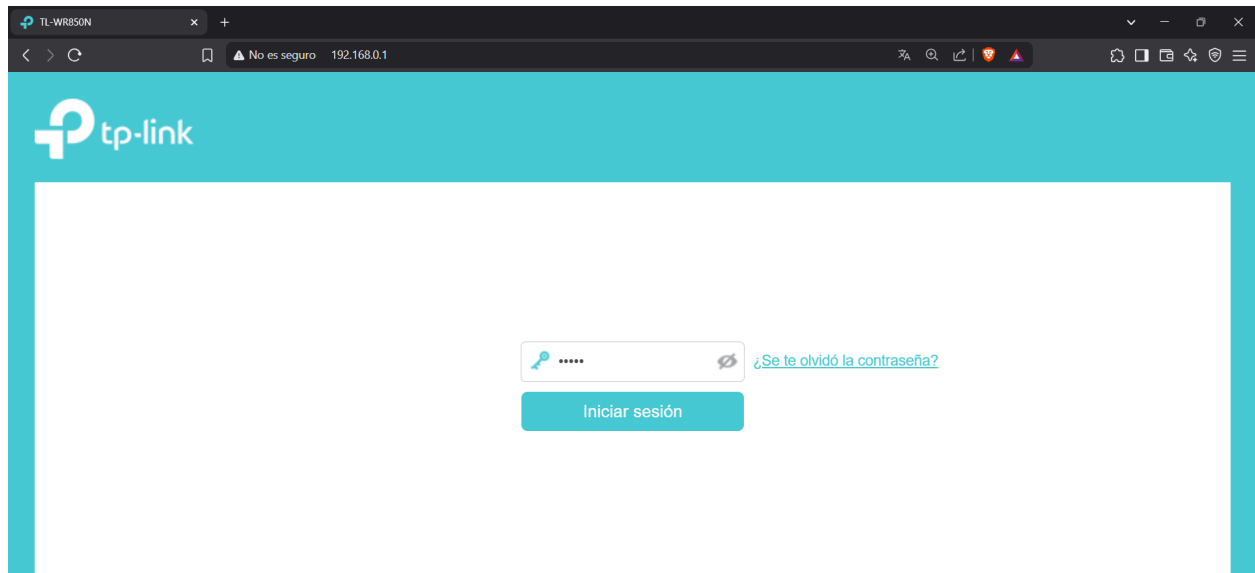 TL-WR850N
No es seguro 192.168.0.1
tp-link
••••• ¿Se te olvidó la contraseña?
Iniciar sesión